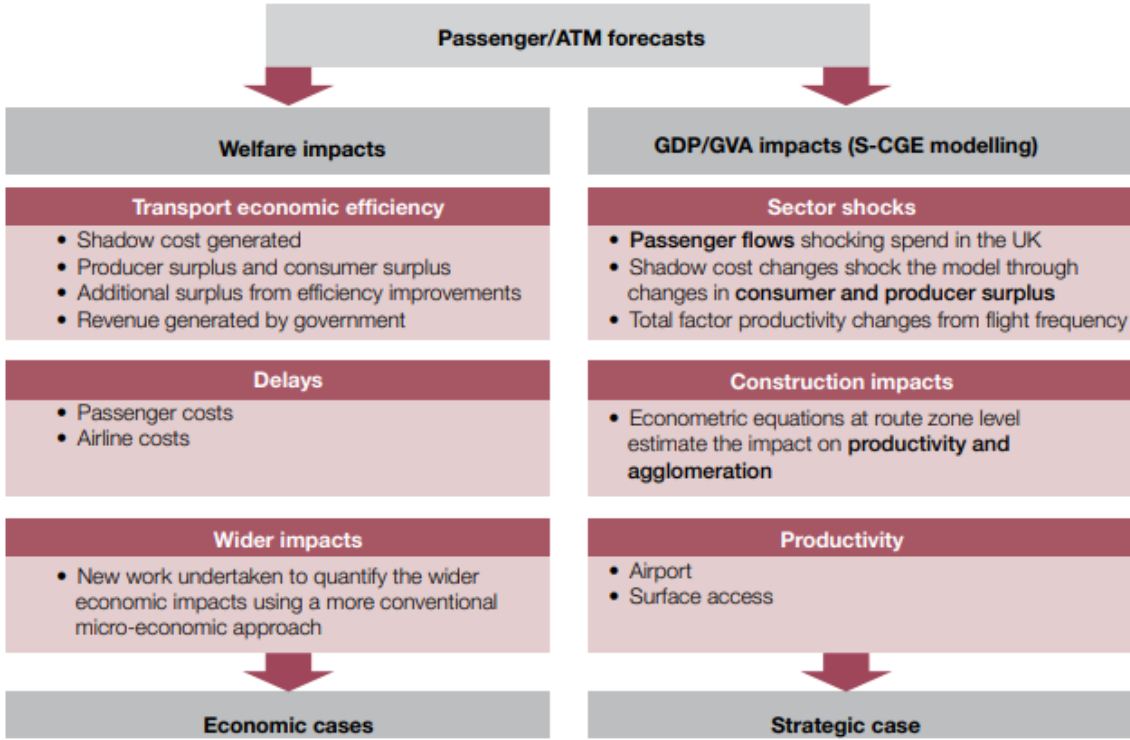 Passenger/ATM forecasts
Welfare impacts
Transport economic efficiency
• Shadow cost generated
• Producer surplus and consumer surplus
• Additional surplus from efficiency improvements
• Revenue generated by government
Delays
• Passenger costs
• Airline costs
Wider impacts
• New work undertaken to quantify the wider
economic impacts using a more conventional
micro-economic approach
Economic cases
GDP/GVA impacts (S-CGE modelling)
Sector shocks
• Passenger flows shocking spend in the UK
• Shadow cost changes shock the model through
changes in consumer and producer surplus
• Total factor productivity changes from flight frequency
Construction impacts
• Econometric equations at route zone level
estimate the impact on productivity and
agglomeration
Productivity
• Airport
• Surface access
Strategic case